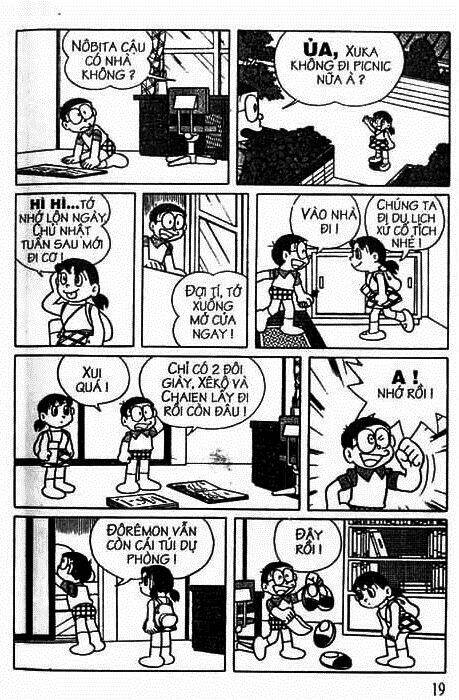 NÔBITA CẬU
CÓ NHÀ
KHÔNG ?
ỦA, XUKA
KHÔNG ĐI PICNIC
NỮA À ?
HÌ HÌ...TỚ
NHỚ LỘN NGÀY,
CHỦ NHẬT
TUẦN SAU MỚI
ĐI CƠ !
ĐỢI TÍ, TỚ
XUỐNG
MỞ CỬA
NGAY !
VÀO NHÀ
ĐI !
CHÚNG TA
ĐI DU LỊCH
XỨ CỔ TÍCH
NHÉ !
XUI
QUÁ !
CHỈ CÓ 2 ĐÔI
GIÀY, XÊKÔ VÀ
CHAIEN LẤY ĐI
RỒI CÒN ĐÂU !
A !
NHỚ RỒI !
ĐÔRÊMON VẪN
CÒN CÁI TÚI DỰ
PHÒNG !
ĐÂY
RỒI !
19